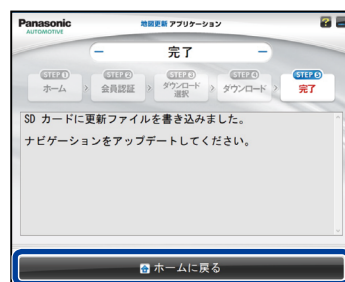 Panasonic
AUTOMOTIVE
地図更新 アプリケーション
完了
STEP① STEP② STEP③ STEP④ STEP⑤
ホーム 会員認証 ダウンロード選択 ダウンロード 完了
SD カードに更新ファイルを書き込みました。
ナビゲーションをアップデートしてください。
ホームに戻る